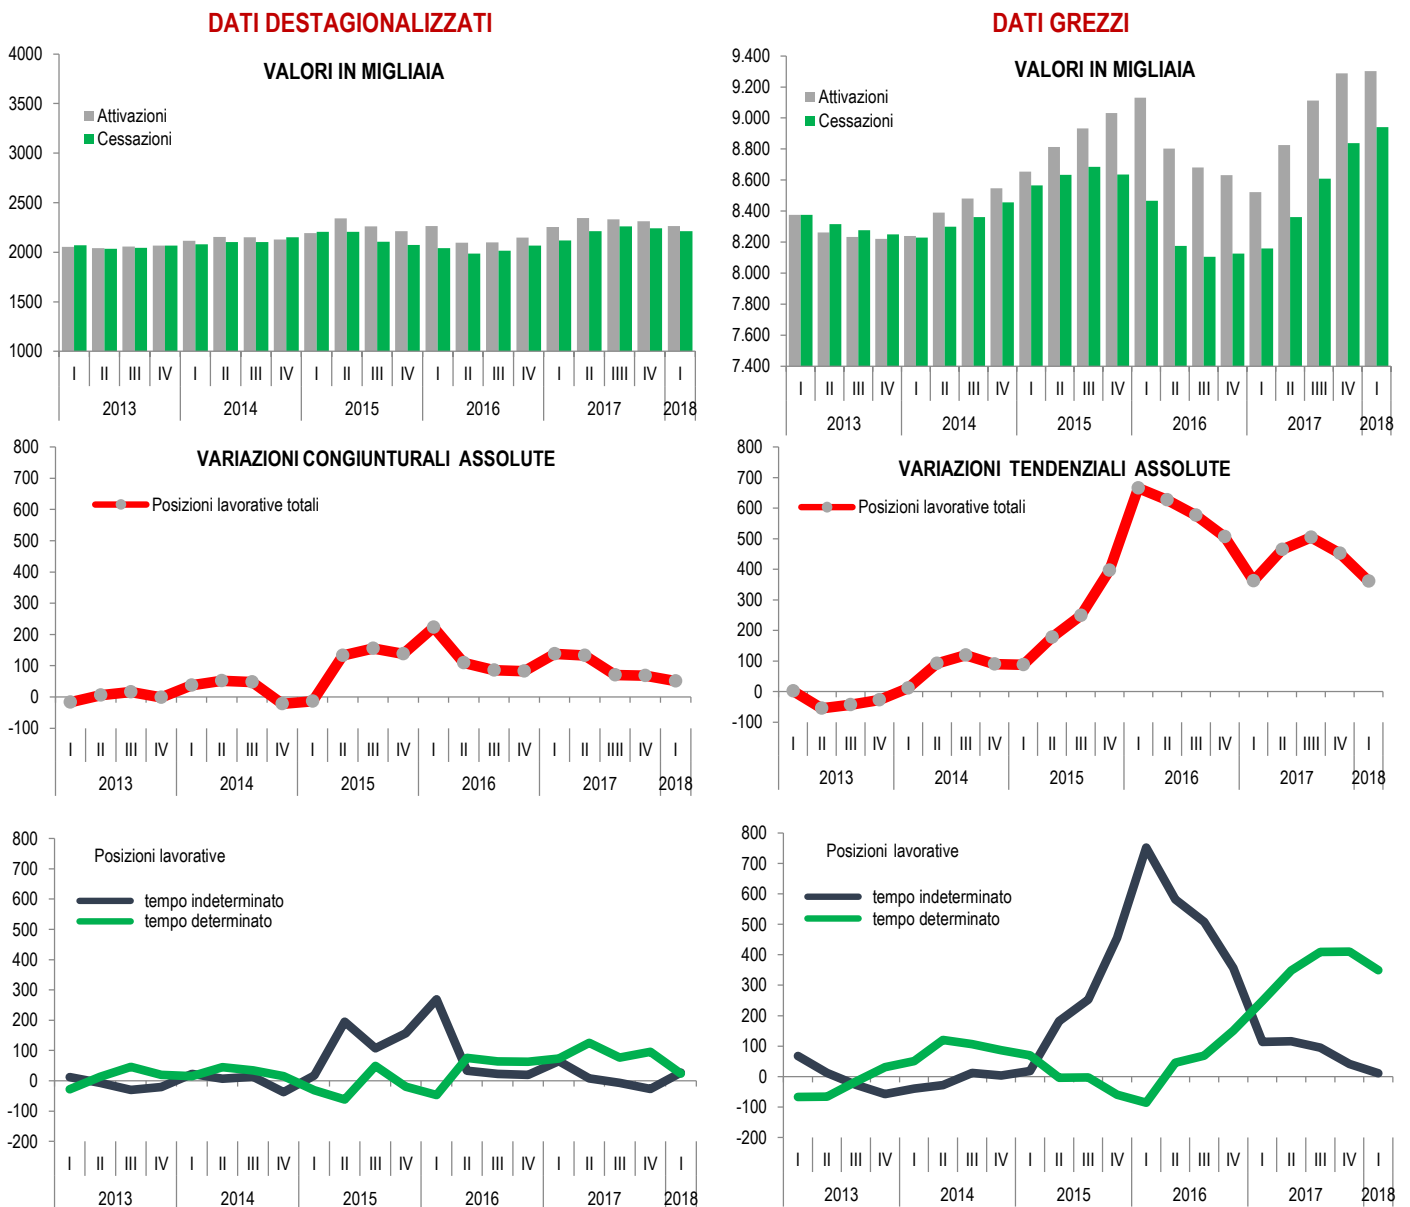 DATI DESTAGIONALIZZATI
VALORI IN MIGLIAIA
Attivazioni
Cessazioni
4000
3500
3000
2500
2000
1500
1000
I II III IV I II III IV I II III IV I II III IV I II IIII IV I
2013 2014 2015 2016 2017 2018
VARIAZIONI CONGIUNTURALI ASSOLUTE
Posizioni lavorative totali
800
700
600
500
400
300
200
100
0
-100
I II III IV I II III IV I II III IV I II III IV I II IIII IV I
2013 2014 2015 2016 2017 2018
Posizioni lavorative
tempo indeterminato
tempo determinato
800
700
600
500
400
300
200
100
0
-100
-200
I II III IV I II III IV I II III IV I II III IV I II III IV I
2013 2014 2015 2016 2017 2018
DATI GREZZI
VALORI IN MIGLIAIA
Attivazioni
Cessazioni
9.400
9.200
9.000
8.800
8.600
8.400
8.200
8.000
7.800
7.600
7.400
I II III IV I II III IV I II III IV I II III IV I II IIII IV I
2013 2014 2015 2016 2017 2018
VARIAZIONI TENDENZIALI ASSOLUTE
Posizioni lavorative totali
800
700
600
500
400
300
200
100
0
-100
I II III IV I II III IV I II III IV I II III IV I II IIII IV I
2013 2014 2015 2016 2017 2018
Posizioni lavorative
tempo indeterminato
tempo determinato
800
700
600
500
400
300
200
100
0
-100
-200
I II III IV I II III IV I II III IV I II III IV I II IIII IV I
2013 2014 2015 2016 2017 2018